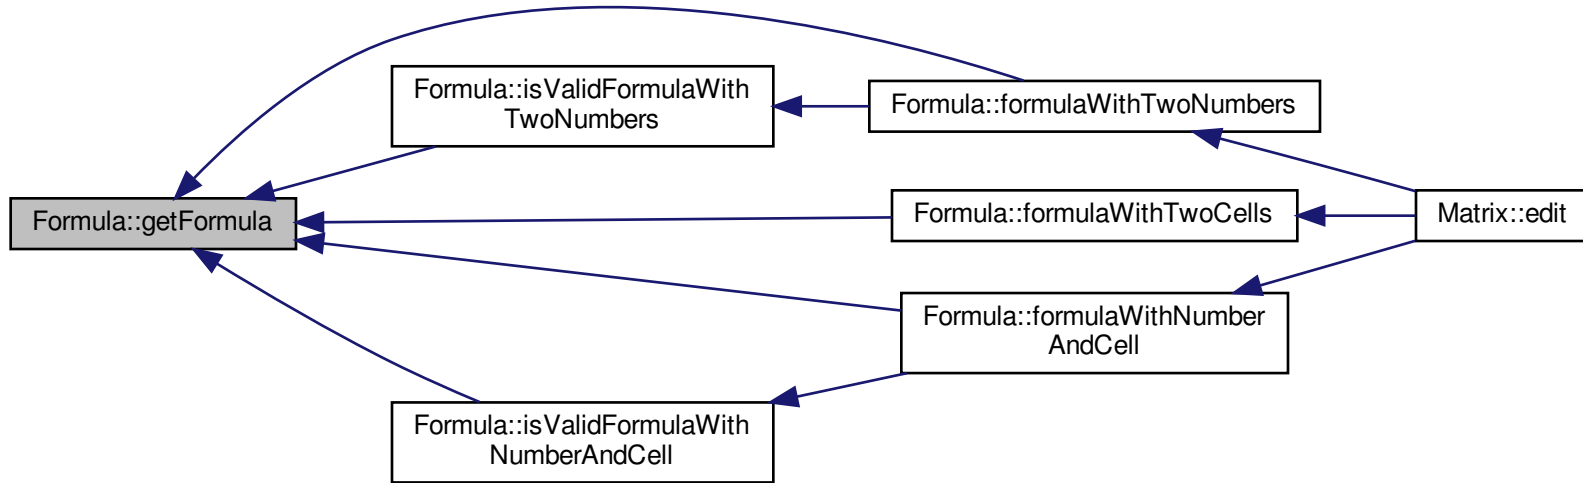 Formula::getFormula
Formula::isValidFormulaWith
TwoNumbers
Formula::formulaWithTwoNumbers
Formula::formulaWithTwoCells
Matrix::edit
Formula::formulaWithNumber
AndCell
Formula::isValidFormulaWith
NumberAndCell